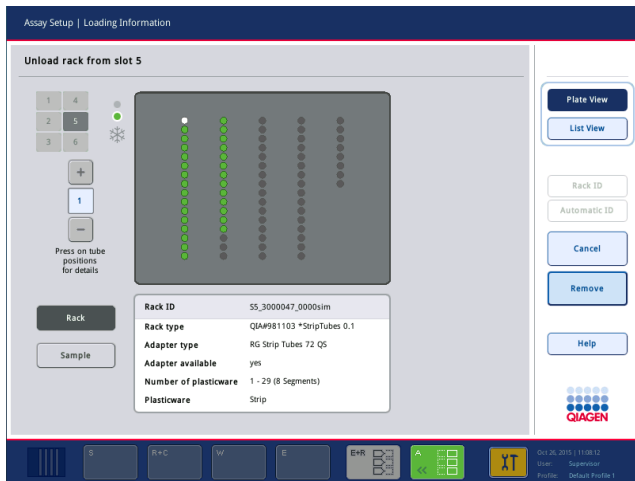 Assay Setup | Loading Information
Unload rack from slot 5
1 4
2 5
3 6
+
1
−
Press on tube
positions
for details
Rack
Sample
Rack ID S5_3000047_0000sim
Rack type QIA#981103 *StripTubes 0.1
Adapter type RG Strip Tubes 72 QS
Adapter available yes
Number of plasticware 1 - 29 (8 Segments)
Plasticware Strip
Plate View
List View
Rack ID
Automatic ID
Cancel
Remove
Help
QIAGEN
S
R+C
W
E
E+R
A
Oct 26, 2015 | 11:08:12
User: Supervisor
Profile: Default Profile 1